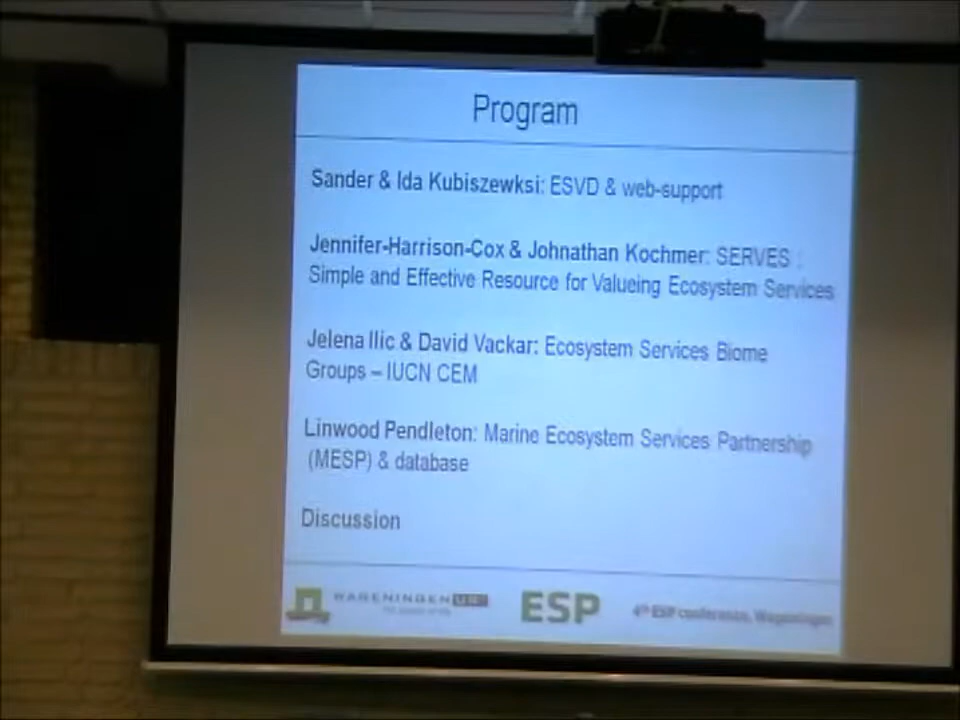 Program
Sander & Ida Kubiszewksi: ESVD & web-support
Jennifer-Harrison-Cox & Johnathan Kochmer: SERVES :
Simple and Effective Resource for Valueing Ecosystem Services
Jelena Ilic & David Vackar: Ecosystem Services Biome
Groups – IUCN CEM
Linwood Pendleton: Marine Ecosystem Services Partnership
(MESP) & database
Discussion
WAGENINGEN UR
ESP
4th ESP conference, Wageningen